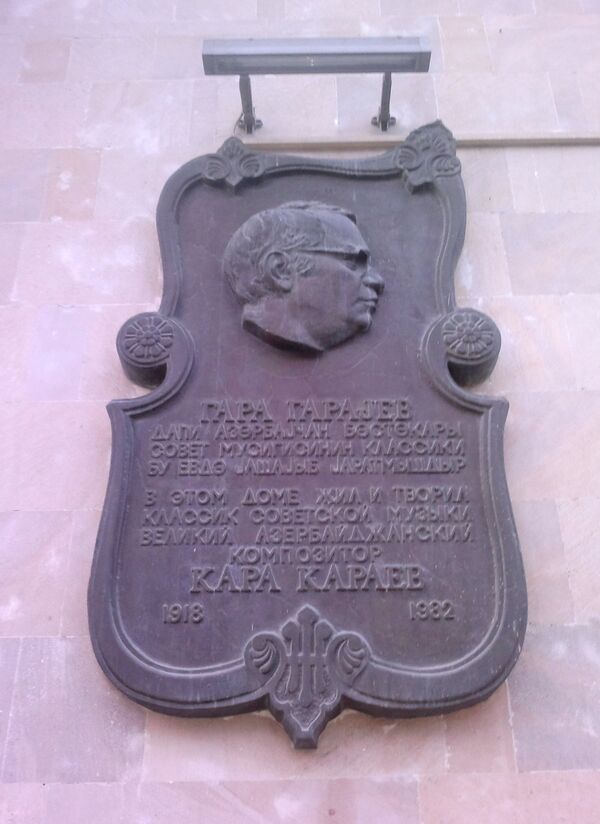 ГАРА ГАРАЈЕВ
ДАҺИ АЗӘРБАЈҸАН БӘСТӘКАРЫ
СОВЕТ МУСИГИСИНИН КЛАССИКИ
БУ ЕВДӘ ЈАШАЈЫБ ЈАРАТМЫШДЫР
В ЭТОМ ДОМЕ ЖИЛ И ТВОРИЛ
КЛАССИК СОВЕТСКОЙ МУЗЫКИ
ВЕЛИКИЙ АЗЕРБАЙДЖАНСКИЙ
КОМПОЗИТОР
КАРА КАРАЕВ
1918 1982